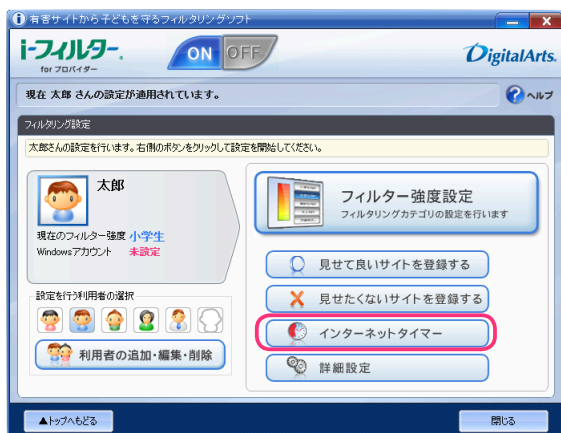 有害サイトから子どもを守るフィルタリングソフト
i-フィルター®
for プロバイダー
ON OFF
DigitalArts.
現在 太郎 さんの設定が適用されています。
ヘルプ
フィルタリング設定
太郎さんの設定を行います。右側のボタンをクリックして設定を開始してください。
太郎
現在のフィルター強度 小学生
Windowsアカウント 未設定
フィルター強度設定
フィルタリングカテゴリの設定を行います
見せて良いサイトを登録する
見せたくないサイトを登録する
インターネットタイマー
詳細設定
設定を行う利用者の選択
利用者の追加・編集・削除
▲トップへもどる
閉じる